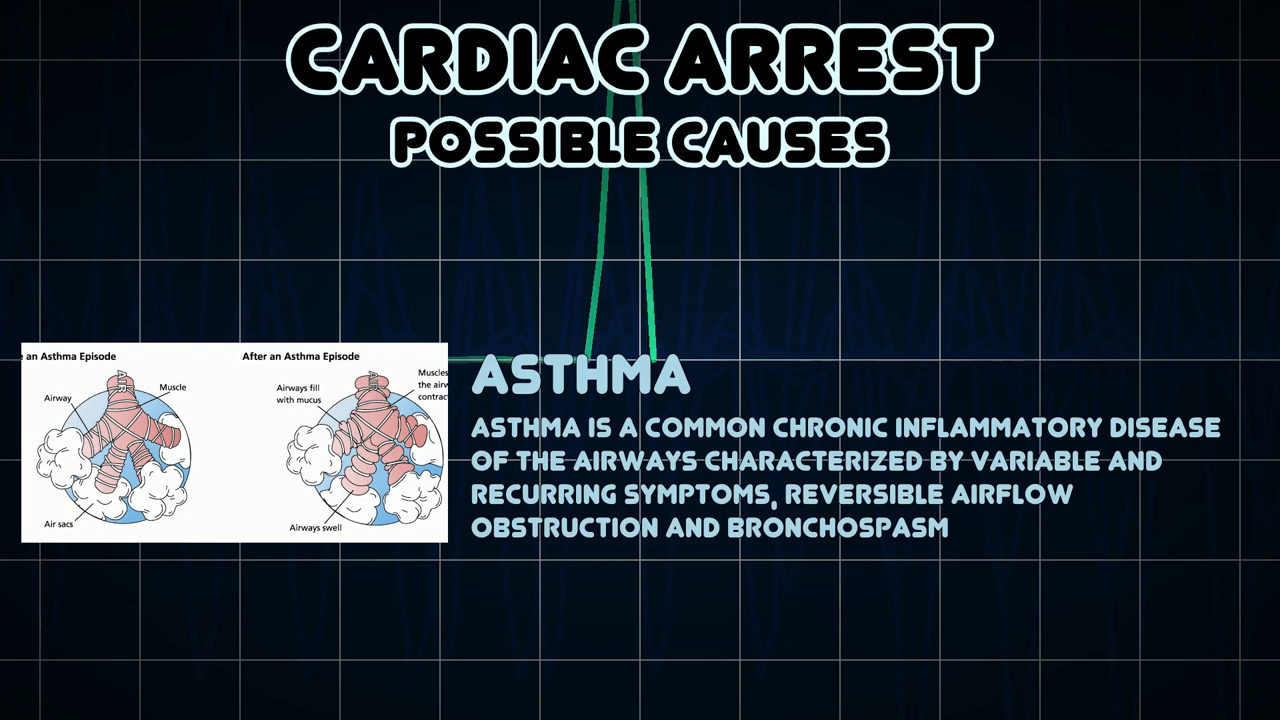 CARDIAC ARREST
POSSIBLE CAUSES
e an Asthma Episode
After an Asthma Episode
Muscle
Airway
Air sacs
Airways fill
with mucus
Muscles
the airw
contract
Airways swell
ASTHMA
ASTHMA IS A COMMON CHRONIC INFLAMMATORY DISEASE
OF THE AIRWAYS CHARACTERIZED BY VARIABLE AND
RECURRING SYMPTOMS, REVERSIBLE AIRFLOW
OBSTRUCTION AND BRONCHOSPASM